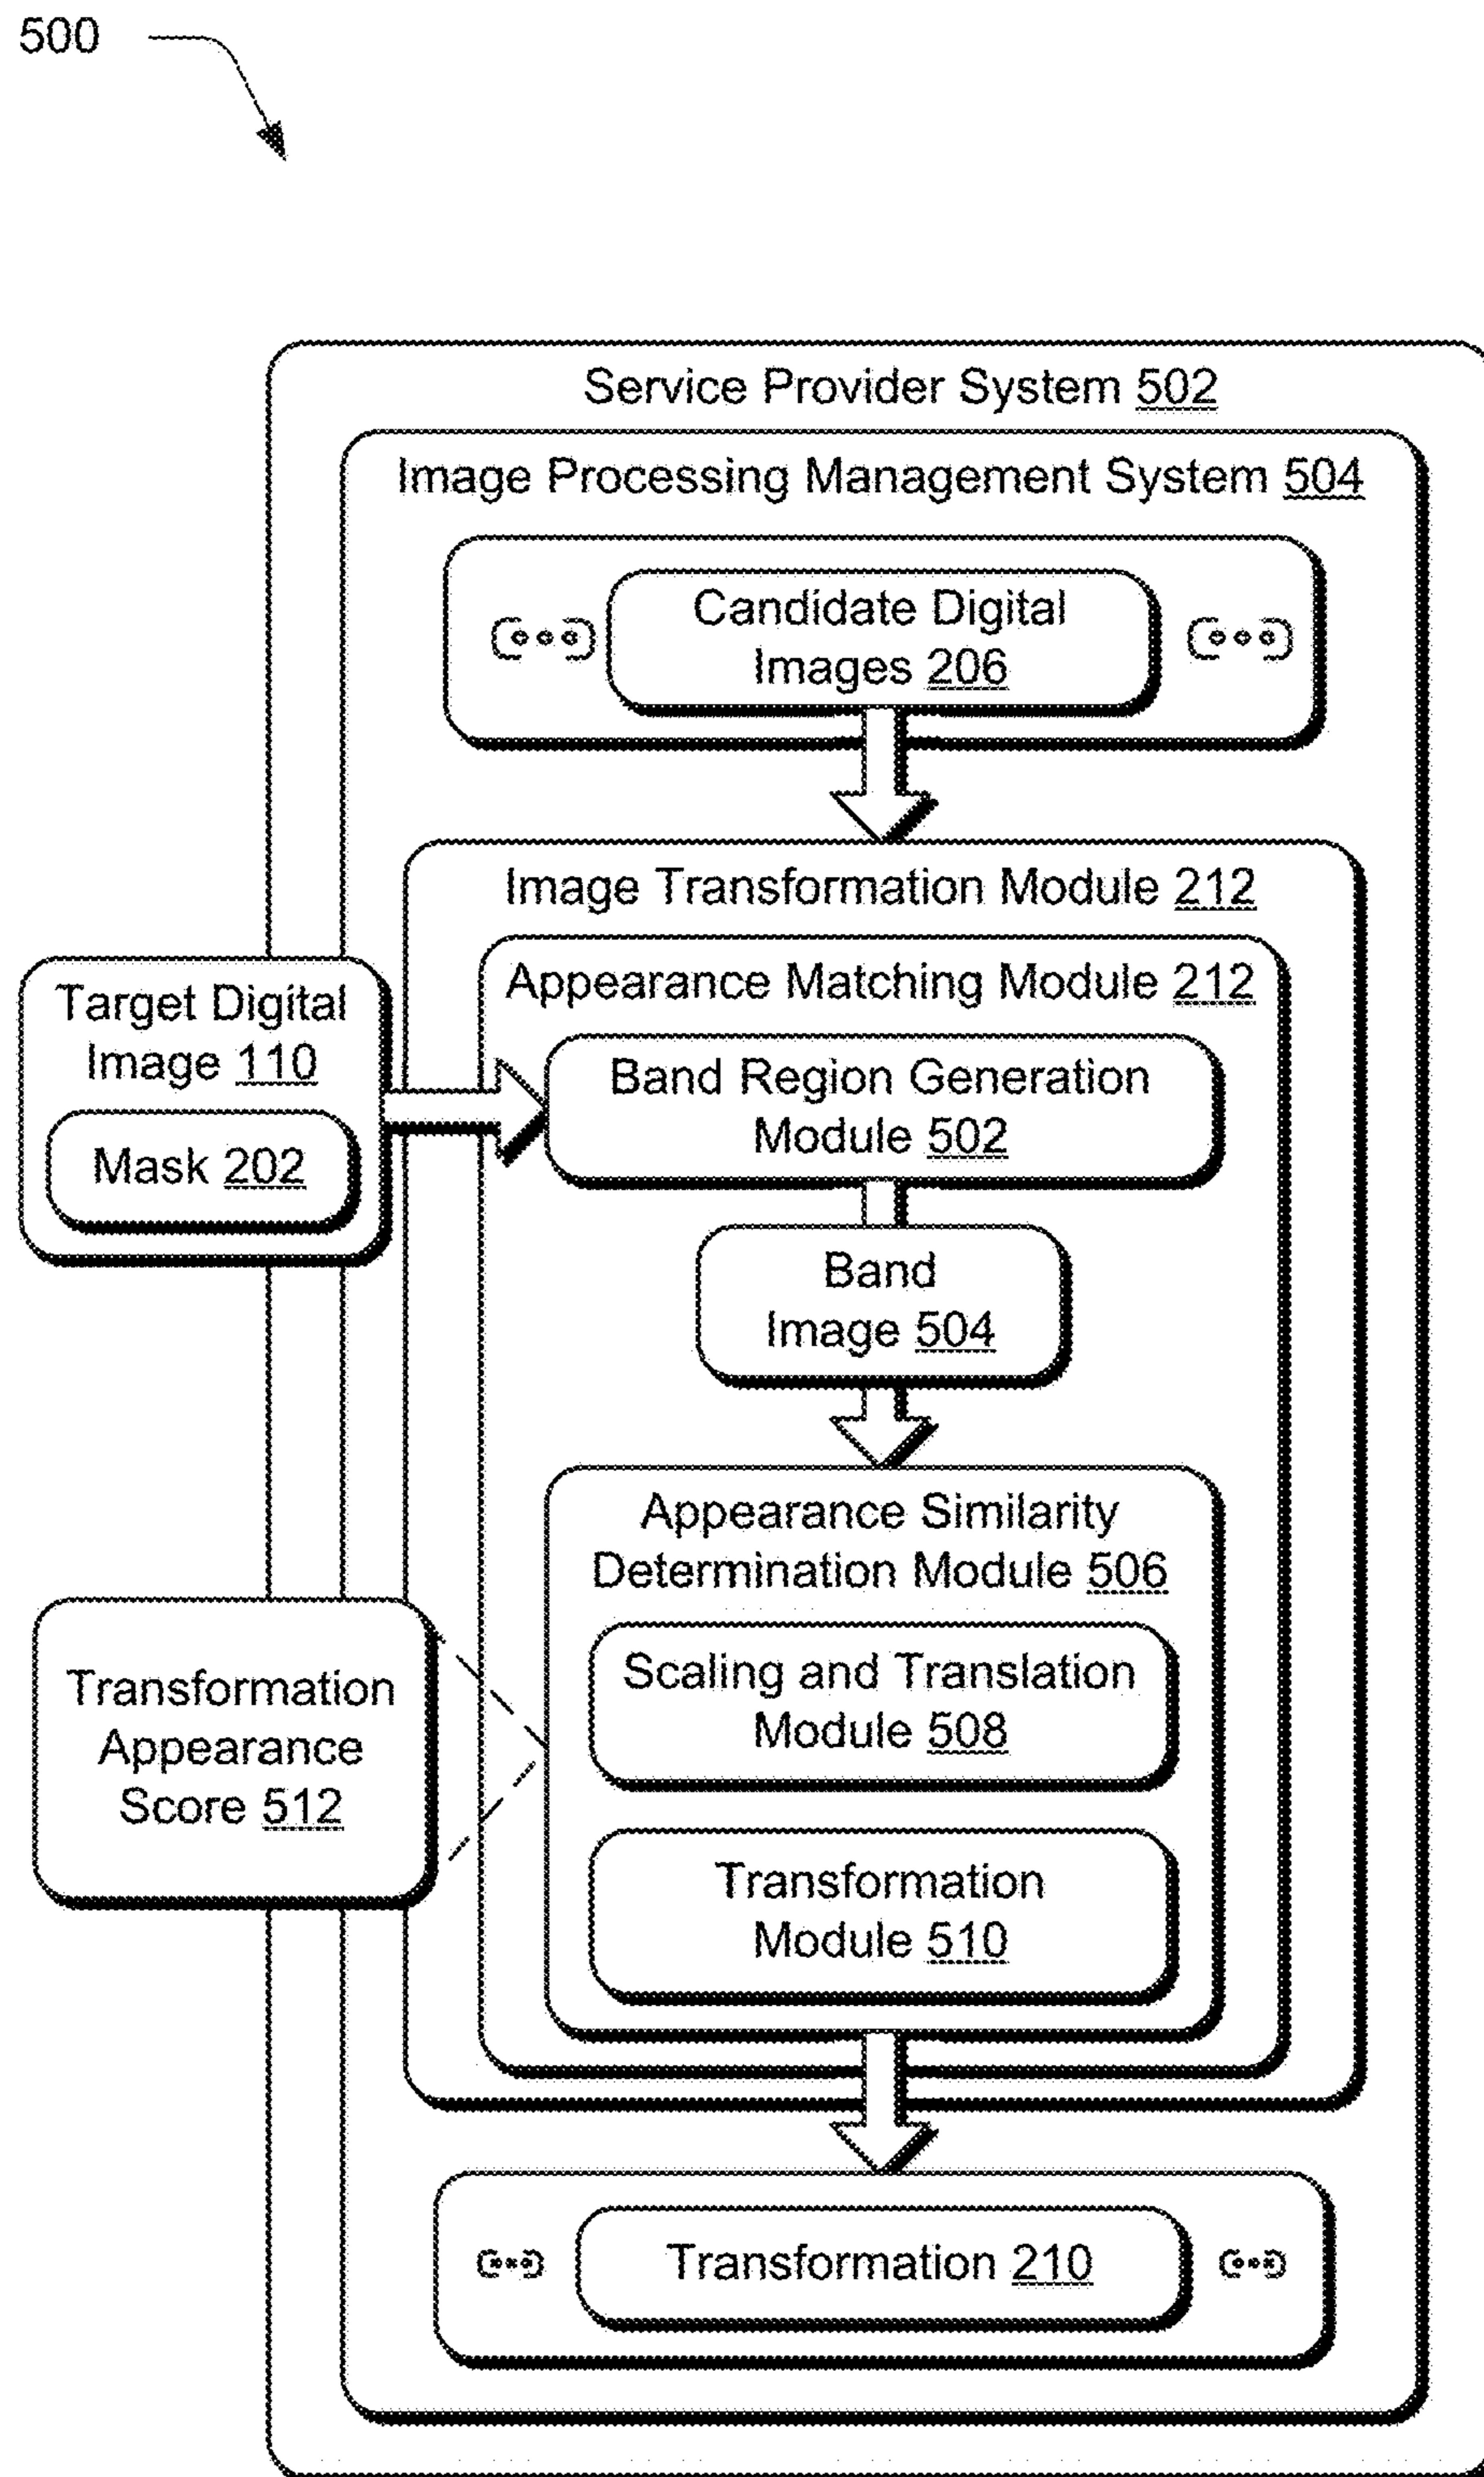 500
Service Provider System 502
Image Processing Management System 504
Candidate Digital
Images 206
Image Transformation Module 212
Appearance Matching Module 212
Target Digital
Image 110
Mask 202
Band Region Generation
Module 502
Band
Image 504
Appearance Similarity
Determination Module 506
Scaling and Translation
Module 508
Transformation
Module 510
Transformation
Appearance
Score 512
Transformation 210